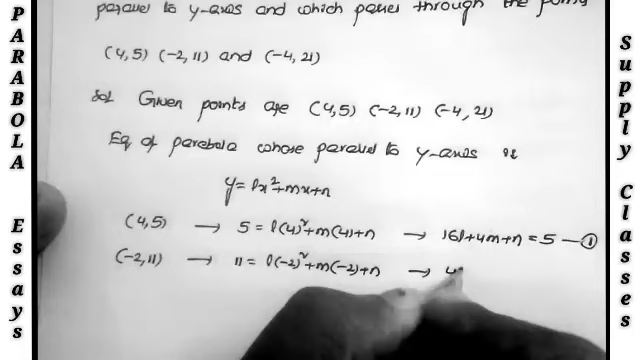 PARABOLA Essays
parallel to y-axis and which passes through the points
(4,5) (-2,11) and (-4,21)
Sol Given points are (4,5) (-2,11) (-4,21)
Eq of parabola whose parallel to y-axis is
y = lx²+mx+n
(4,5) → 5 = l(4)²+m(4)+n → 16l+4m+n = 5 — ①
(-2,11) → 11 = l(-2)²+m(-2)+n → 4
Supply Classes